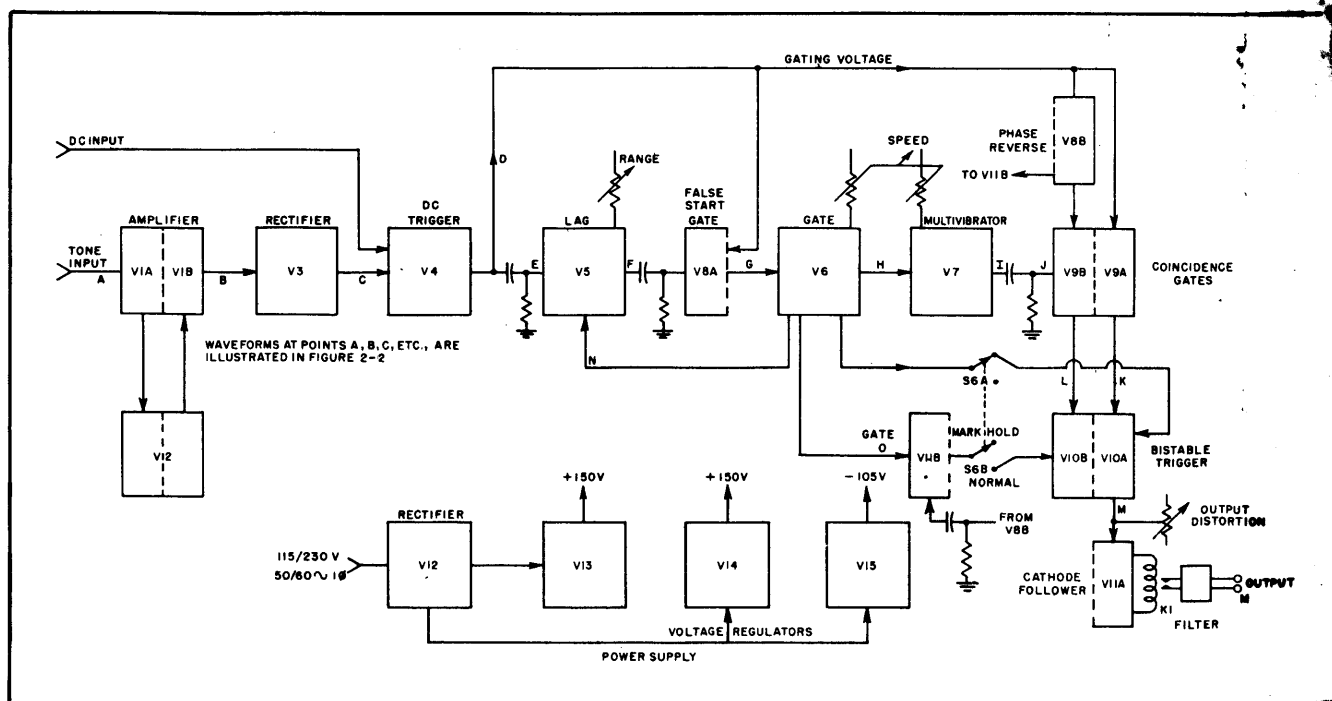 GATING VOLTAGE
DC INPUT
D
RANGE
SPEED
PHASE
REVERSE
V8B
TO V11B
AMPLIFIER
RECTIFIER
DC
TRIGGER
LAG
FALSE
START
GATE
GATE
MULTIVIBRATOR
TONE
INPUT
A
V1A
V1B
B
V3
C
V4
E
V5
F
V8A
G
V6
H
V7
I
J
V9B
V9A
COINCIDENCE
GATES
WAVEFORMS AT POINTS A, B, C, ETC., ARE
ILLUSTRATED IN FIGURE 2-2
N
S6A
L
K
V12
GATE
O
V11B
MARK HOLD
S6B
NORMAL
V10B
V10A
BISTABLE
TRIGGER
+150V
+150V
-105V
RECTIFIER
FROM
V8B
M
OUTPUT
DISTORTION
115/230 V
50/60 ~ 1Ø
V12
V13
V14
V15
CATHODE
FOLLOWER
V11A
K1
FILTER
OUTPUT
M
VOLTAGE REGULATORS
POWER SUPPLY